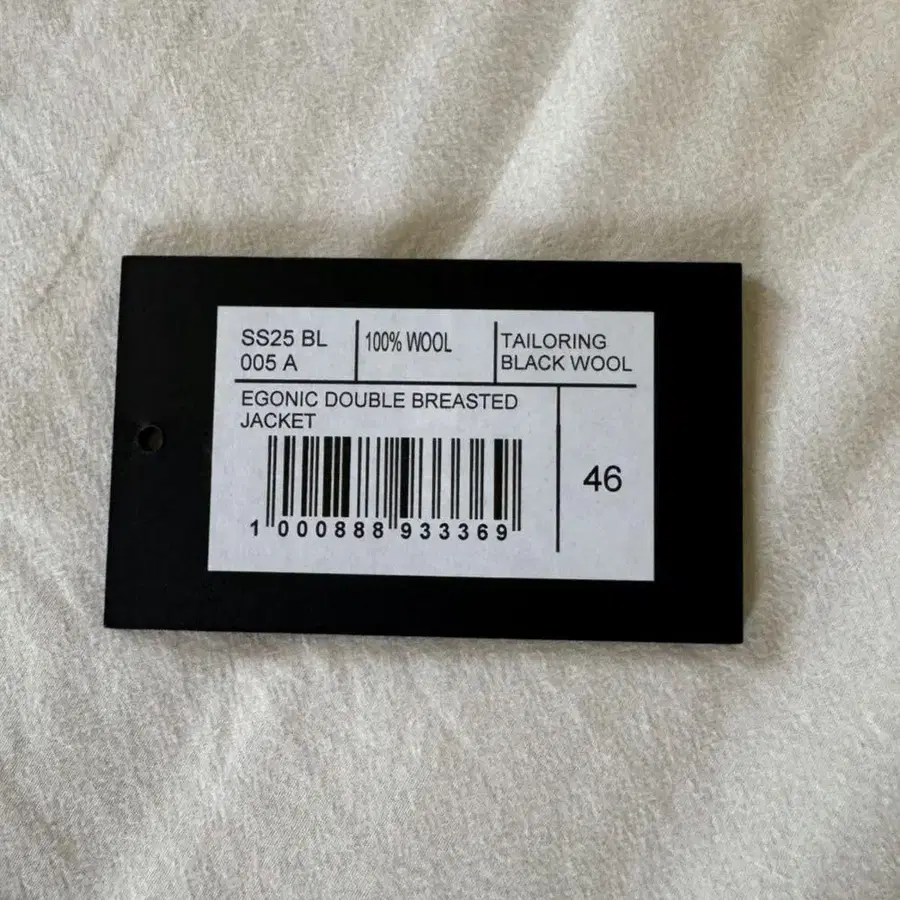 SS25 BL
005 A
100% WOOL
TAILORING
BLACK WOOL
EGONIC DOUBLE BREASTED
JACKET
46
1 000888 933369